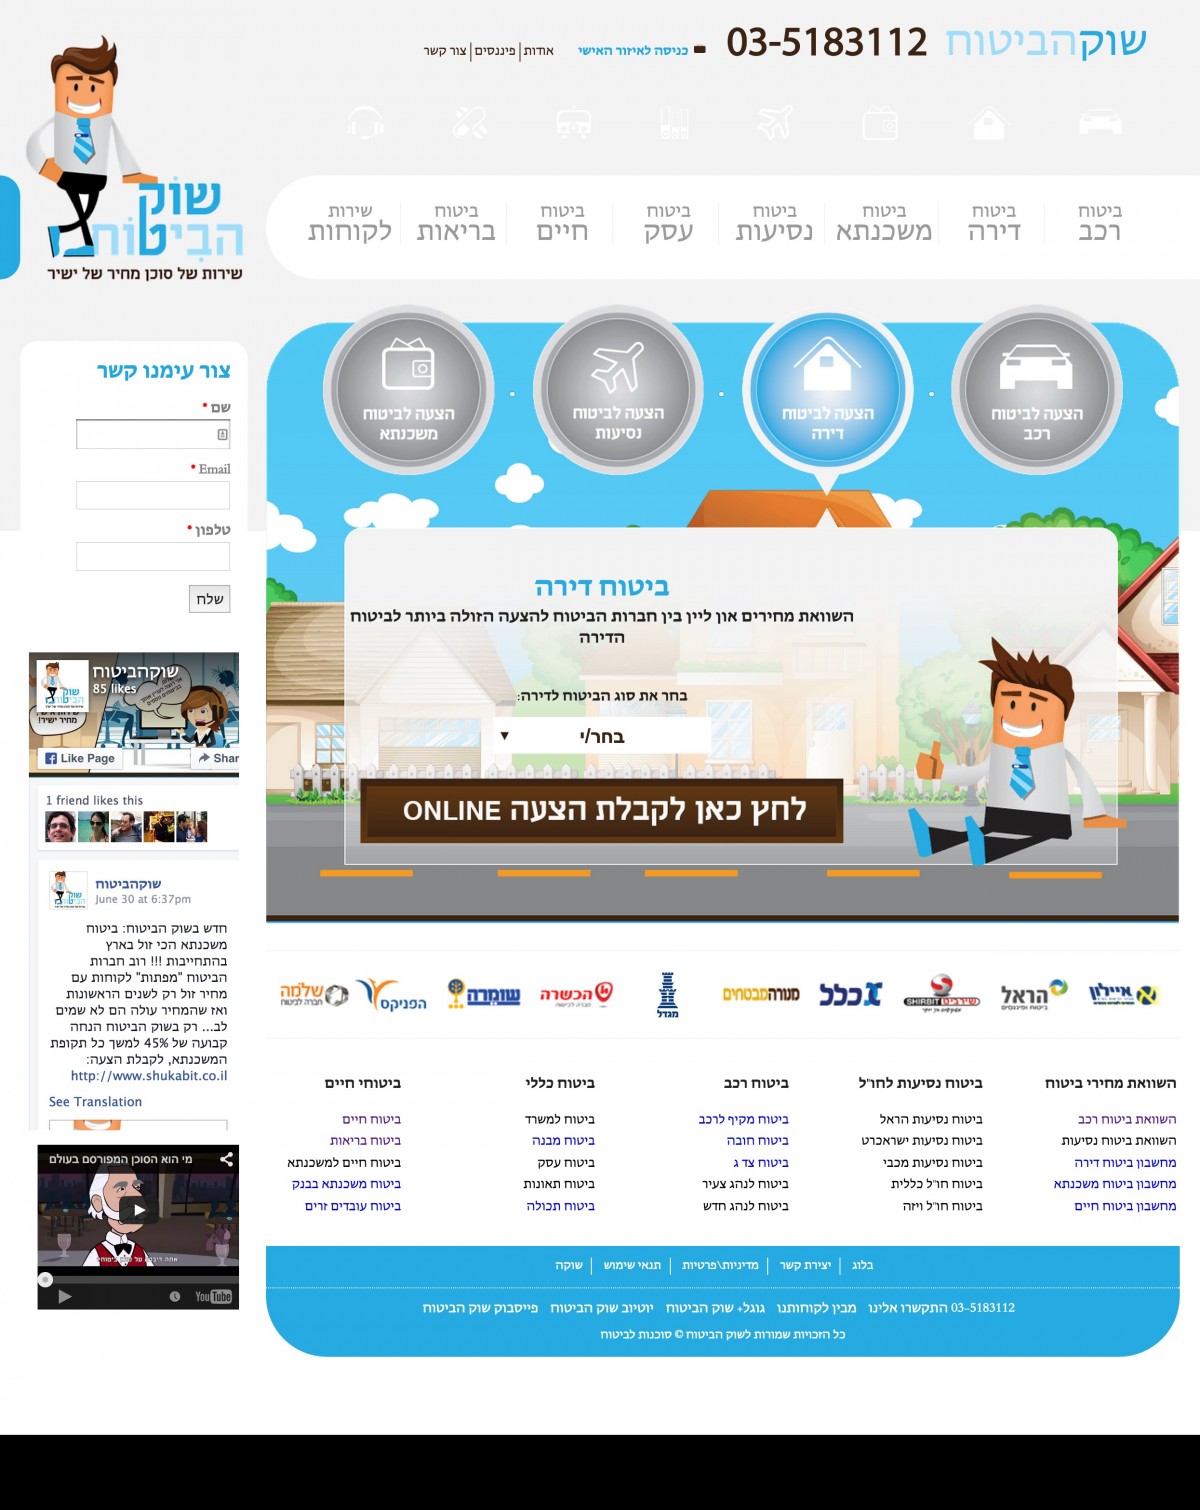 שוקהביטוח
03-5183112
כניסה לאיזור האישי
אודות
פיננסים
צור קשר
שוק
הביטוח
שירות של סוכן מחיר של ישיר
ביטוח
רכב
ביטוח
דירה
ביטוח
משכנתא
ביטוח
נסיעות
ביטוח
עסק
ביטוח
חיים
ביטוח
בריאות
שירות
לקוחות
הצעה לביטוח
רכב
הצעה לביטוח
דירה
הצעה לביטוח
נסיעות
הצעה לביטוח
משכנתא
ביטוח דירה
השוואת מחירים און ליין בין חברות הביטוח להצעה הזולה ביותר לביטוח
הדירה
בחר את סוג הביטוח לדירה:
בחר/י
לחץ כאן לקבלת הצעה ONLINE
צור עימנו קשר
שם *
Email *
טלפון *
שלח
שוקהביטוח
85 likes
מחיר ישיר!
Like Page
Shar
1 friend likes this
שוקהביטוח
June 30 at 6:37pm
חדש בשוק הביטוח: ביטוח
משכנתא הכי זול בארץ
בהתחייבות !!! רוב חברות
הביטוח "מפתות" לקוחות עם
מחיר זול רק לשנים הראשונות
ואז שהמחיר עולה הם לא שמים
לב... רק בשוק הביטוח הנחה
קבועה של 45% למשך כל תקופת
המשכנתא, לקבלת הצעה:
http://www.shukabit.co.il
See Translation
מי הוא הסוכן המפורסם בעולם
YouTube
איילון
הראל
ביטוח ופיננסים
שירביט
SHIRBIT
כלל
מנורה מבטחים
מגדל
הכשרה
חברה לביטוח
שומרה
הפניקס
שלמה
חברה לביטוח
השוואת מחירי ביטוח
השוואת ביטוח רכב
השוואת ביטוח נסיעות
מחשבון ביטוח דירה
מחשבון ביטוח משכנתא
מחשבון ביטוח חיים
ביטוח נסיעות לחו"ל
ביטוח נסיעות הראל
ביטוח נסיעות ישראכרט
ביטוח נסיעות מכבי
ביטוח חו"ל כללית
ביטוח חו"ל ויזה
ביטוח רכב
ביטוח מקיף לרכב
ביטוח חובה
ביטוח צד ג
ביטוח לנהג צעיר
ביטוח לנהג חדש
ביטוח כללי
ביטוח למשרד
ביטוח מבנה
ביטוח עסק
ביטוח תאונות
ביטוח תכולה
ביטוחי חיים
ביטוח חיים
ביטוח בריאות
ביטוח חיים למשכנתא
ביטוח משכנתא בבנק
ביטוח עובדים זרים
בלוג
יצירת קשר
מדיניות\פרטיות
תנאי שימוש
שוקה
03-5183112 התקשרו אלינו
מבין לקוחותנו
גוגל+ שוק הביטוח
יוטיוב שוק הביטוח
פייסבוק שוק הביטוח
כל הזכויות שמורות לשוק הביטוח © סוכנות לביטוח